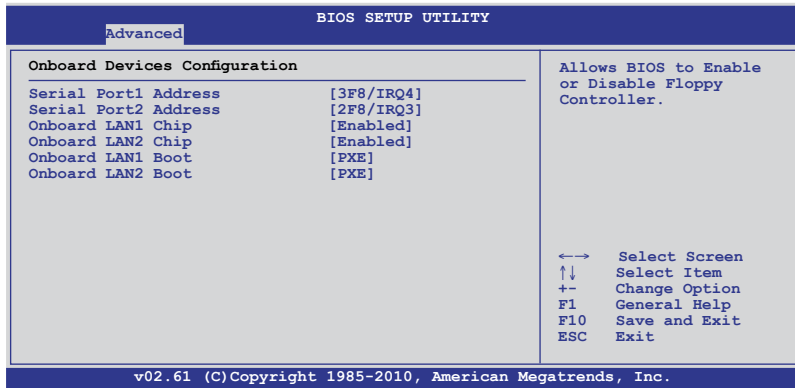 BIOS SETUP UTILITY
Advanced
Onboard Devices Configuration
Serial Port1 Address [3F8/IRQ4]
Serial Port2 Address [2F8/IRQ3]
Onboard LAN1 Chip [Enabled]
Onboard LAN2 Chip [Enabled]
Onboard LAN1 Boot [PXE]
Onboard LAN2 Boot [PXE]
Allows BIOS to Enable
or Disable Floppy
Controller.
←→ Select Screen
↑↓ Select Item
+- Change Option
F1 General Help
F10 Save and Exit
ESC Exit
v02.61 (C)Copyright 1985-2010, American Megatrends, Inc.